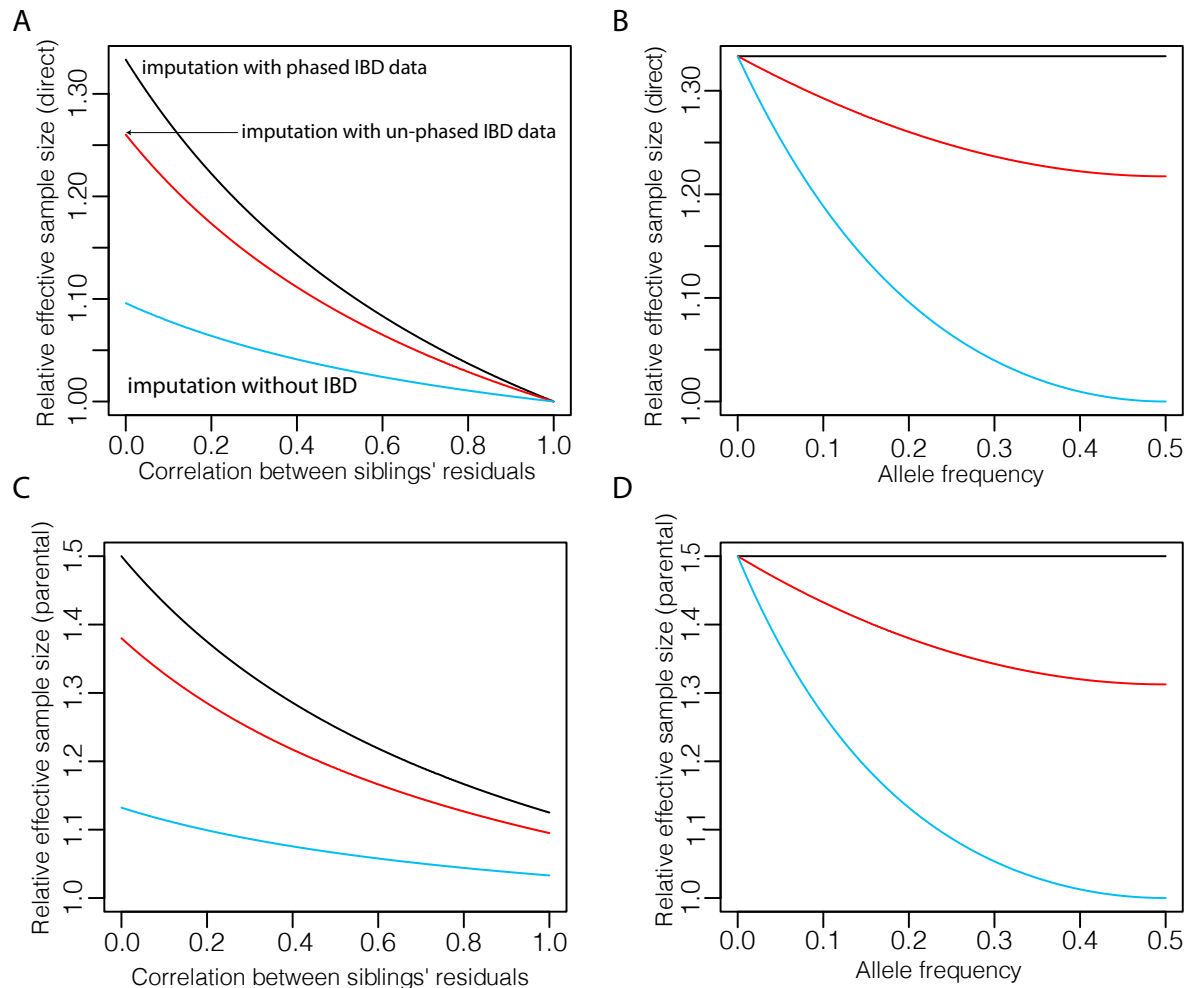 A
Relative effective sample size (direct)
1.00 1.10 1.20 1.30
imputation with phased IBD data
imputation with un-phased IBD data
imputation without IBD
0.0 0.2 0.4 0.6 0.8 1.0
Correlation between siblings' residuals
B
Relative effective sample size (direct)
1.00 1.10 1.20 1.30
0.0 0.1 0.2 0.3 0.4 0.5
Allele frequency
C
Relative effective sample size (parental)
1.0 1.1 1.2 1.3 1.4 1.5
0.0 0.2 0.4 0.6 0.8 1.0
Correlation between siblings' residuals
D
Relative effective sample size (parental)
1.0 1.1 1.2 1.3 1.4 1.5
0.0 0.1 0.2 0.3 0.4 0.5
Allele frequency